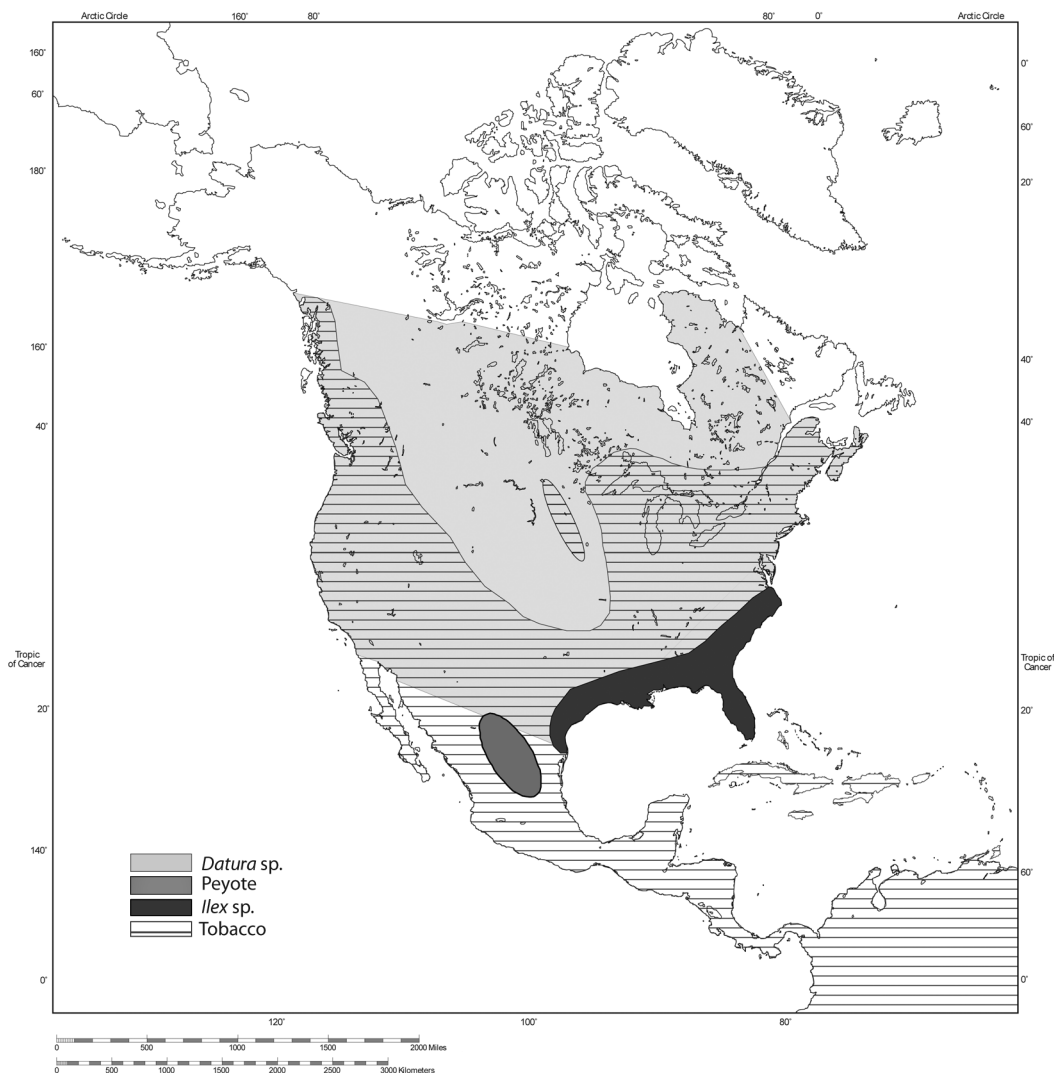 Arctic Circle 160° 80° 80° 0° Arctic Circle
160° 0°
60° 60°
180° 20°
160° 40°
40° 40°
Tropic of Cancer Tropic of Cancer
20° 20°
140° 60°
0° 0°
120° 100° 80°
Datura sp.
Peyote
Ilex sp.
Tobacco
0 500 1000 1500 2000 Miles
0 500 1000 1500 2000 2500 3000 Kilometers